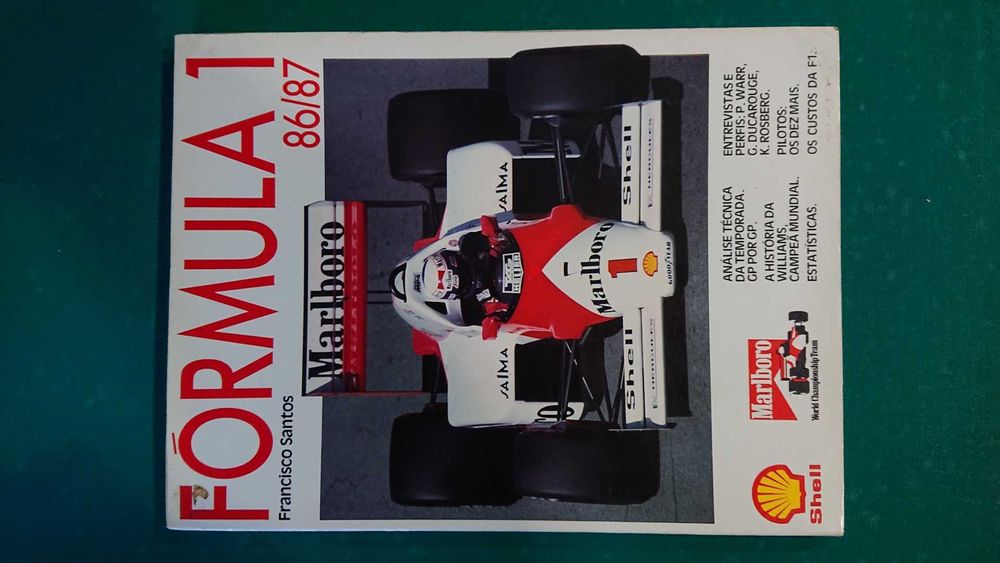 FÓRMULA 1
86/87
Francisco Santos
Marlboro
SAIMA
SAIMA
Marlboro
1
GOODYEAR
Shell
HERCULES
Shell
HERCULES
ANÁLISE TÉCNICA
DA TEMPORADA.
GP POR GP.
A HISTÓRIA DA
WILLIAMS,
CAMPEÃ MUNDIAL.
ESTATÍSTICAS.
ENTREVISTAS E
PERFIS: P. WARR,
G. DUCAROUGE,
K. ROSBERG.
PILOTOS:
OS DEZ MAIS.
OS CUSTOS DA F1.
Shell
Marlboro
World Championship Team